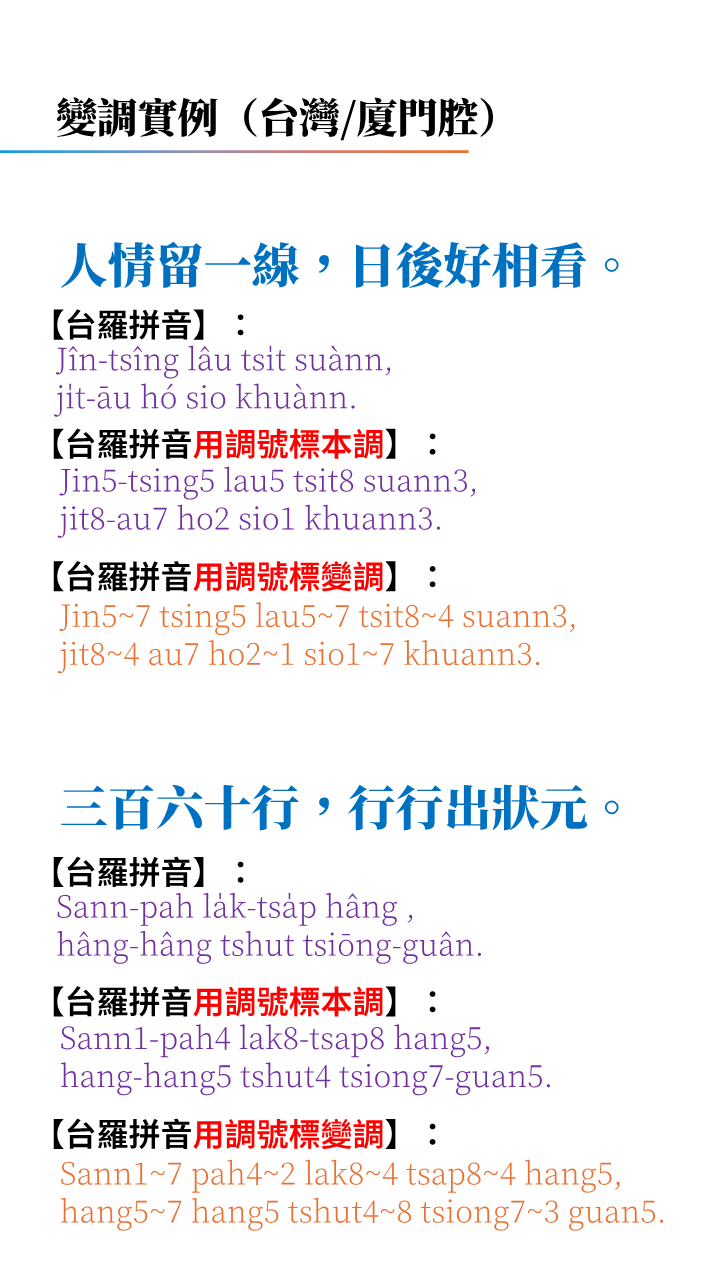 變調實例（台灣/廈門腔）
人情留一線，日後好相看。
【台羅拼音】：
Jîn-tsîng lâu tsi̍t suànn,
ji̍t-āu hó sio khuànn.
【台羅拼音用調號標本調】：
Jin5-tsing5 lau5 tsit8 suann3,
jit8-au7 ho2 sio1 khuann3.
【台羅拼音用調號標變調】：
Jin5~7 tsing5 lau5~7 tsit8~4 suann3,
jit8~4 au7 ho2~1 sio1~7 khuann3.
三百六十行，行行出狀元。
【台羅拼音】：
Sann-pah la̍k-tsa̍p hâng ,
hâng-hâng tshut tsiōng-guân.
【台羅拼音用調號標本調】：
Sann1-pah4 lak8-tsap8 hang5,
hang-hang5 tshut4 tsiong7-guan5.
【台羅拼音用調號標變調】：
Sann1~7 pah4~2 lak8~4 tsap8~4 hang5,
hang5~7 hang5 tshut4~8 tsiong7~3 guan5.